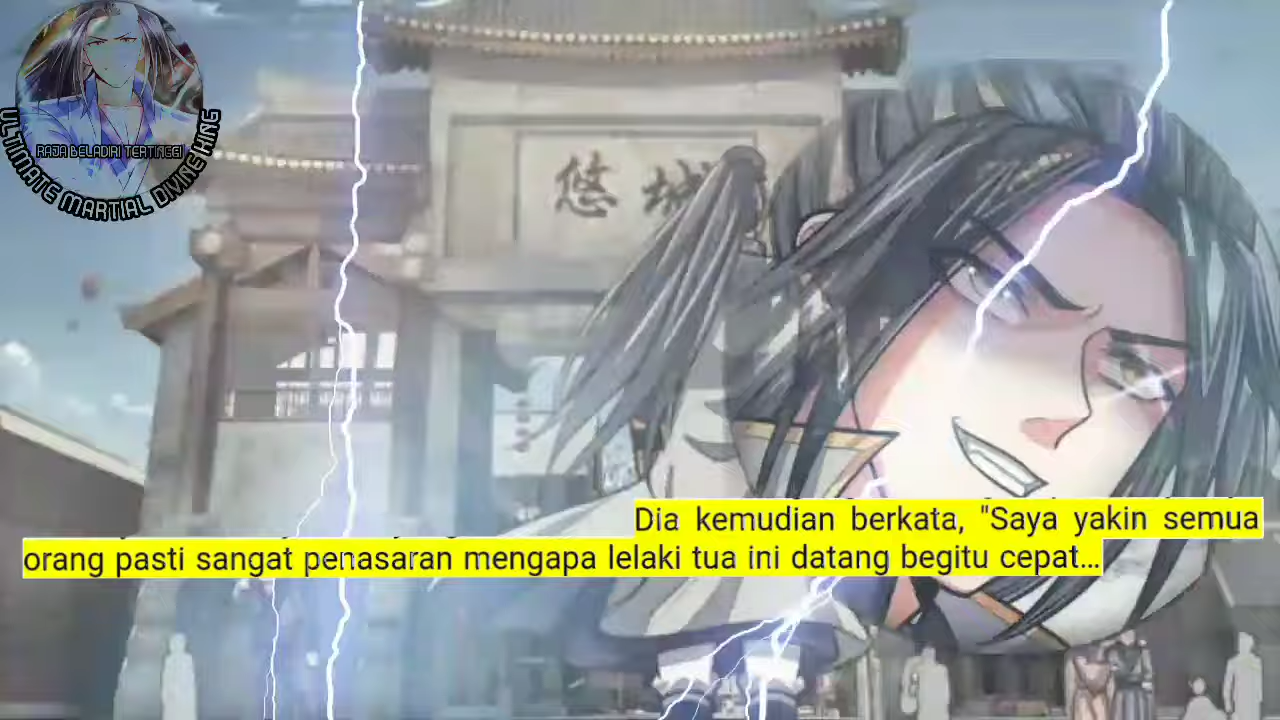 RAJA BELADIRI TERTINGGI
ULTIMATE MARTIAL DIVINE KING
悠城
Dia kemudian berkata, "Saya yakin semua
orang pasti sangat penasaran mengapa lelaki tua ini datang begitu cepat...